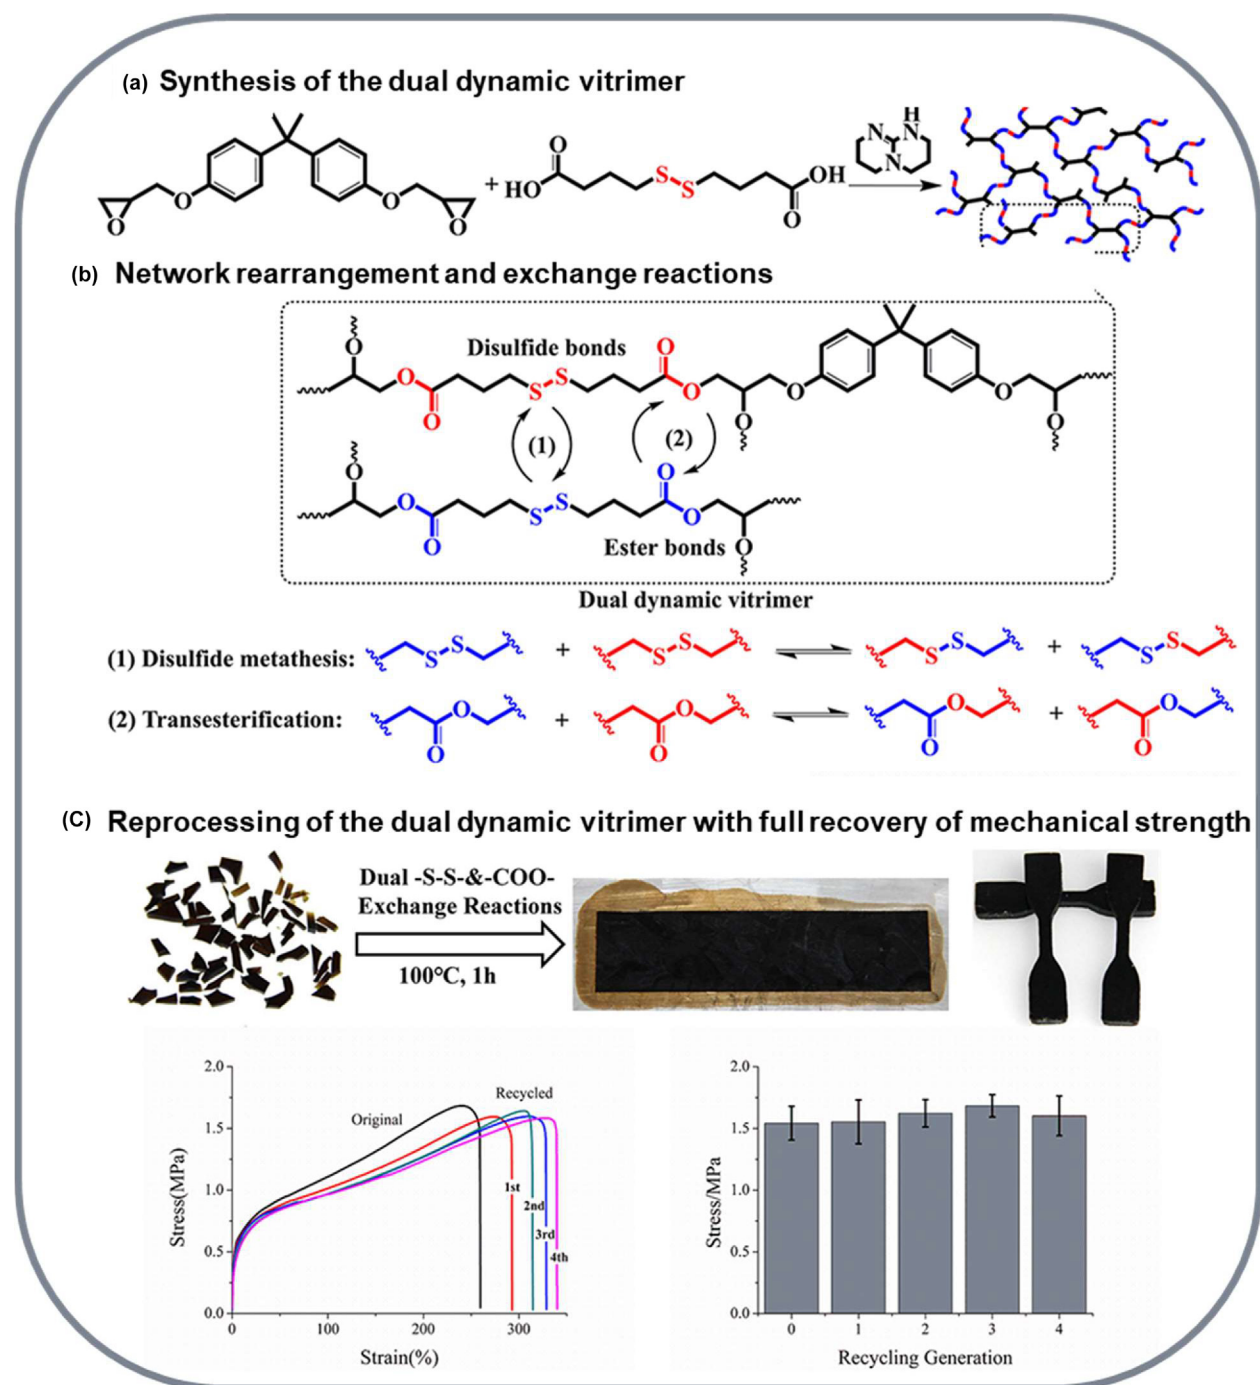 (a) Synthesis of the dual dynamic vitrimer
O
O
O
O
+
HO
O
S
S
O
OH
N
H
N
N
(b) Network rearrangement and exchange reactions
Disulfide bonds
O
O
O
S
S
O
O
O
O
O
O
(1)
(2)
O
O
O
S
S
O
O
O
Ester bonds
Dual dynamic vitrimer
(1) Disulfide metathesis: S S + S S S S + S S
(2) Transesterification: O O + O O O O + O O
(C) Reprocessing of the dual dynamic vitrimer with full recovery of mechanical strength
Dual -S-S-&-COO-
Exchange Reactions
100°C, 1h
Stress(MPa)
2.0
1.5
1.0
0.5
0.0
Original
Recycled
1st
2nd
3rd
4th
0 100 200 300
Strain(%)
Stress/MPa
2.0
1.5
1.0
0.5
0.0
0 1 2 3 4
Recycling Generation